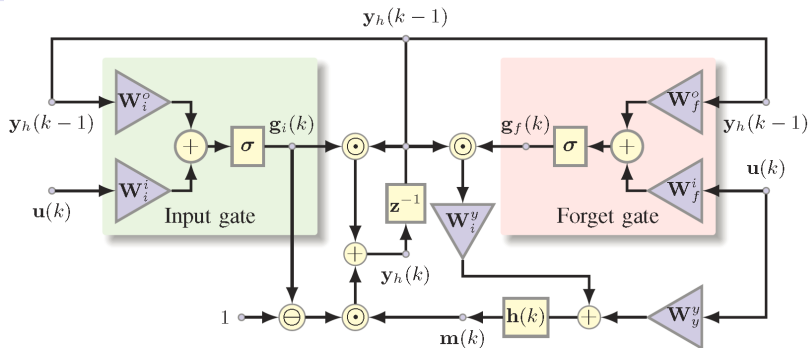 y_h(k−1)
W_i^o
g_i(k)
g_f(k)
W_f^o
y_h(k−1)
+
σ
⊙
⊙
σ
+
y_h(k−1)
u(k)
W_i^i
z^−1
W_i^y
W_f^i
u(k)
Input gate
Forget gate
+
y_h(k)
1
⊖
⊙
m(k)
h(k)
+
W_y^y